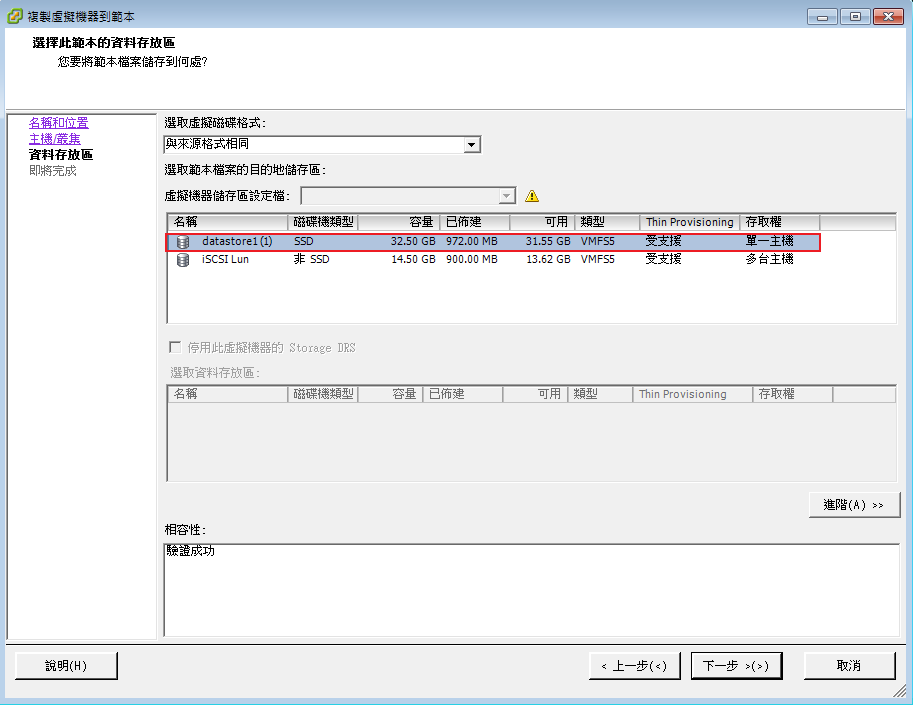 複製虛擬機器到範本
選擇此範本的資料存放區
您要將範本檔案儲存到何處?
名稱和位置
主機/叢集
資料存放區
即將完成
選取虛擬磁碟格式:
與來源格式相同
選取範本檔案的目的地儲存區:
虛擬機器儲存區設定檔:
名稱 磁碟機類型 容量 已佈建 可用 類型 Thin Provisioning 存取權
datastore1 (1) SSD 32.50 GB 972.00 MB 31.55 GB VMFS5 受支援 單一主機
iSCSI Lun 非 SSD 14.50 GB 900.00 MB 13.62 GB VMFS5 受支援 多台主機
停用此虛擬機器的 Storage DRS
選取資料存放區:
名稱 磁碟機類型 容量 已佈建 可用 類型 Thin Provisioning 存取權
進階(A) >>
相容性:
驗證成功
說明(H) < 上一步(<) 下一步 >(>) 取消